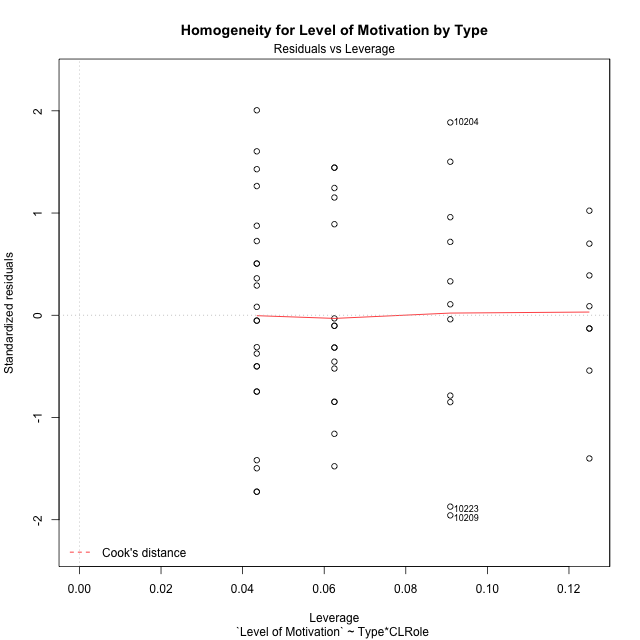 Homogeneity for Level of Motivation by Type
Residuals vs Leverage
Standardized residuals
2
1
0
-1
-2
10204
10223
10209
Cook's distance
0.00 0.02 0.04 0.06 0.08 0.10 0.12
Leverage
`Level of Motivation` ~ Type*CLRole